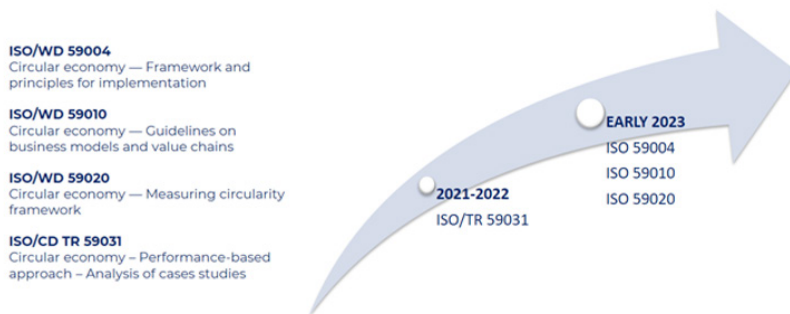 ISO/WD 59004
Circular economy — Framework and
principles for implementation
ISO/WD 59010
Circular economy — Guidelines on
business models and value chains
ISO/WD 59020
Circular economy — Measuring circularity
framework
ISO/CD TR 59031
Circular economy – Performance-based
approach – Analysis of cases studies
2021-2022
ISO/TR 59031
EARLY 2023
ISO 59004
ISO 59010
ISO 59020